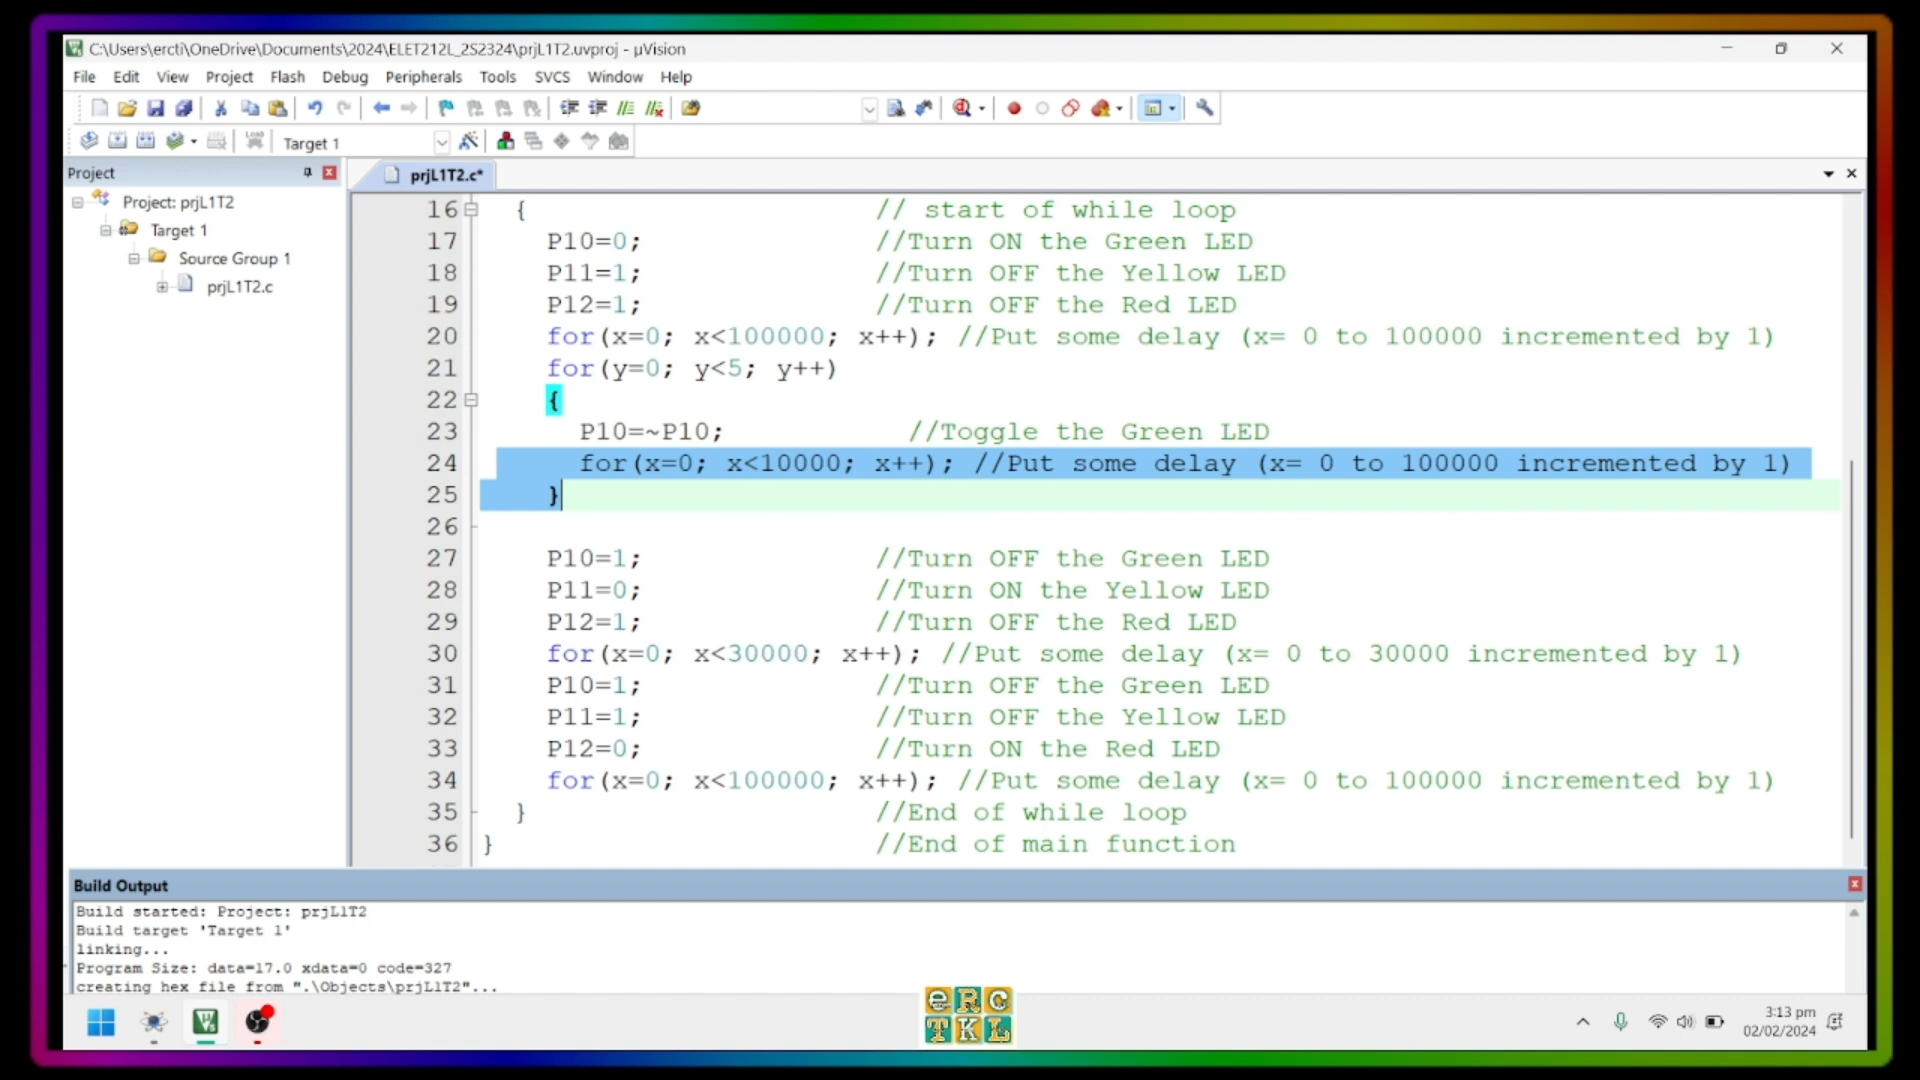 C:\Users\ercti\OneDrive\Documents\2024\ELET212L_2S2324\prjL1T2.uvproj - µVision
File Edit View Project Flash Debug Peripherals Tools SVCS Window Help
Target 1
Project
prjL1T2.c*
Project: prjL1T2
Target 1
Source Group 1
prjL1T2.c
16 { // start of while loop
17 P10=0; //Turn ON the Green LED
18 P11=1; //Turn OFF the Yellow LED
19 P12=1; //Turn OFF the Red LED
20 for(x=0; x<100000; x++); //Put some delay (x= 0 to 100000 incremented by 1)
21 for(y=0; y<5; y++)
22 {
23 P10=~P10; //Toggle the Green LED
24 for(x=0; x<10000; x++); //Put some delay (x= 0 to 100000 incremented by 1)
25 }
26
27 P10=1; //Turn OFF the Green LED
28 P11=0; //Turn ON the Yellow LED
29 P12=1; //Turn OFF the Red LED
30 for(x=0; x<30000; x++); //Put some delay (x= 0 to 30000 incremented by 1)
31 P10=1; //Turn OFF the Green LED
32 P11=1; //Turn OFF the Yellow LED
33 P12=0; //Turn ON the Red LED
34 for(x=0; x<100000; x++); //Put some delay (x= 0 to 100000 incremented by 1)
35 } //End of while loop
36 } //End of main function
Build Output
Build started: Project: prjL1T2
Build target 'Target 1'
linking...
Program Size: data=17.0 xdata=0 code=327
creating hex file from ".\Objects\prjL1T2"...
eRC
TKL
3:13 pm
02/02/2024